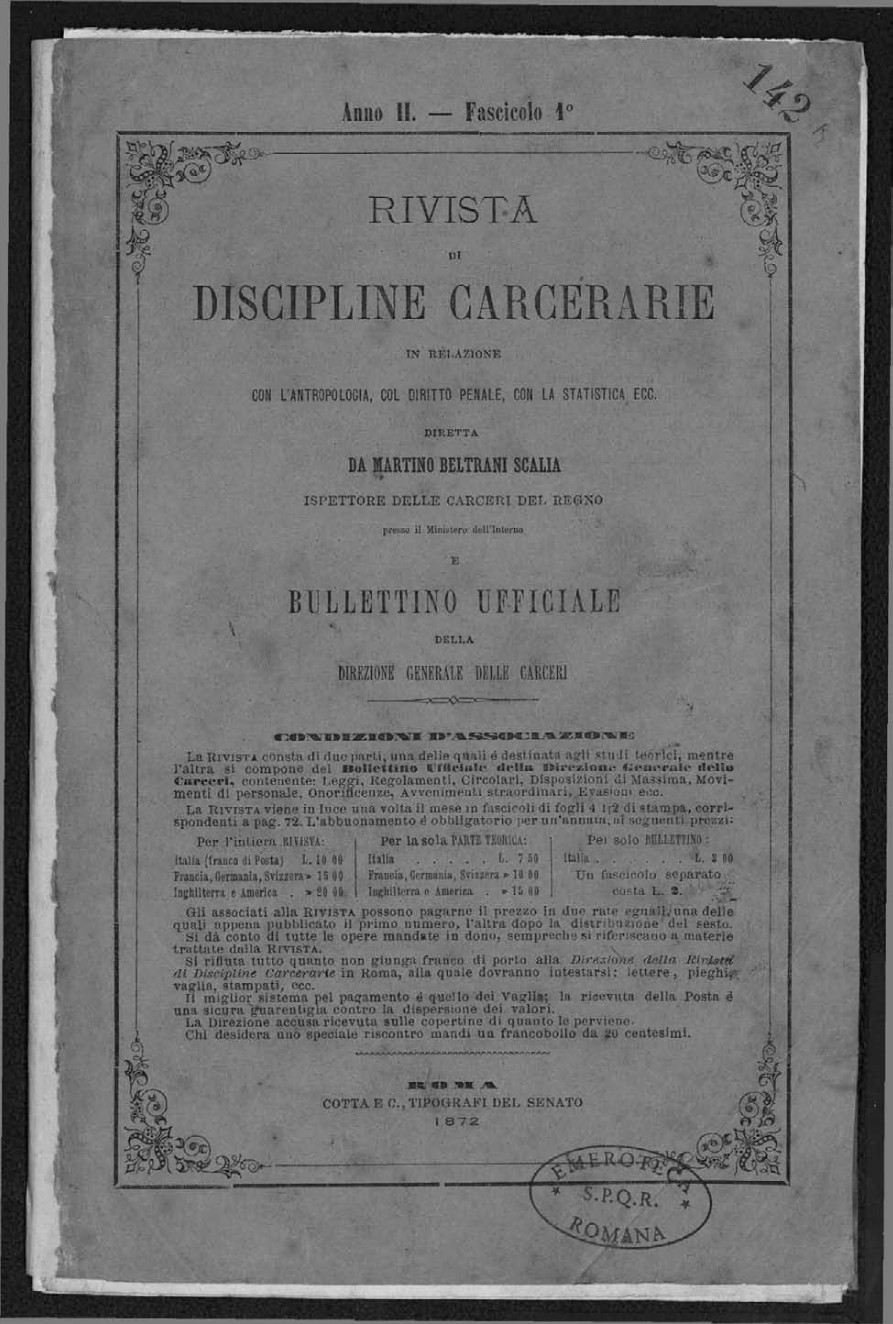 142
Anno II. — Fascicolo 1°
RIVISTA
DI
DISCIPLINE CARCERARIE
IN RELAZIONE
CON L'ANTROPOLOGIA, COL DIRITTO PENALE, CON LA STATISTICA ECC.
DIRETTA
DA MARTINO BELTRANI SCALIA
ISPETTORE DELLE CARCERI DEL REGNO
presso il Ministero dell'Interno
E
BULLETTINO UFFICIALE
DELLA
DIREZIONE GENERALE DELLE CARCERI
CONDIZIONI D'ASSOCIAZIONE
La RIVISTA consta di due parti, una delle quali é destinata agli studi teorici, mentre
l'altra si compone del Bollettino Ufficiale della Direzione Generale delle
Carceri, contenente: Leggi, Regolamenti, Circolari, Disposizioni di Massima, Movi-
menti di personale, Onorificenze, Avvenimenti straordinari, Evasioni ecc.
La RIVISTA viene in luce una volta il mese in fascicoli di fogli 4 1/2 di stampa, corri-
spondenti a pag. 72. L'abbuonamento é obbligatorio per un'annata, ai seguenti prezzi:
Per l'intiera RIVISTA:
Italia (franco di Posta) L. 10 00
Francia, Germania, Svizzera » 15 00
Inghilterra e America . » 20 00
Per la sola PARTE TEORICA:
Italia . . . . . L. 7 50
Francia, Germania, Svizzera » 10 00
Inghilterra e America . » 15 00
Pel solo BULLETTINO:
Italia . . . . . . L. 3 00
Un fascicolo separato
costa L. 2.
Gli associati alla RIVISTA possono pagarne il prezzo in due rate eguali, una delle
quali appena pubblicato il primo numero, l'altra dopo la distribuzione del sesto.
Si dà conto di tutte le opere mandate in dono, sempreche si riferiscano a materie
trattate dalla RIVISTA.
Si rifiuta tutto quanto non giunga franco di porto alla Direzione della Rivista
di Discipline Carcerarie in Roma, alla quale dovranno intestarsi: lettere, pieghi,
vaglia, stampati, ecc.
Il miglior sistema pel pagamento é quello dei Vaglia; la ricevuta della Posta é
una sicura guarentigia contro la dispersione dei valori.
La Direzione accusa ricevuta sulle copertine di quanto le perviene.
Chi desidera uno speciale riscontro mandi un francobollo da 20 centesimi.
ROMA
COTTA E C., TIPOGRAFI DEL SENATO
1872
EMEROTECA
* S.P.Q.R. *
ROMANA